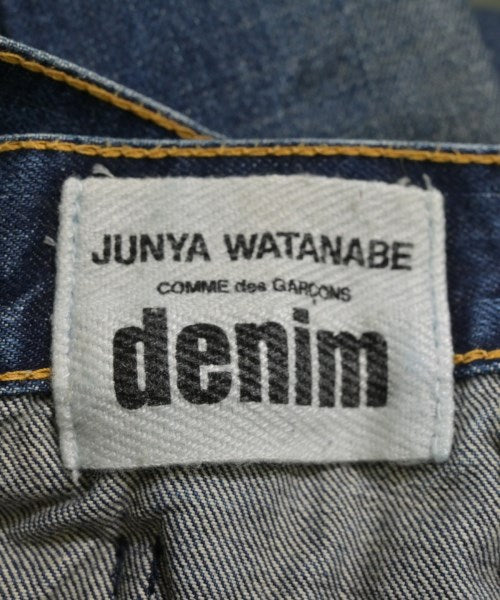 JUNYA WATANABE
COMME des GARÇONS
denim